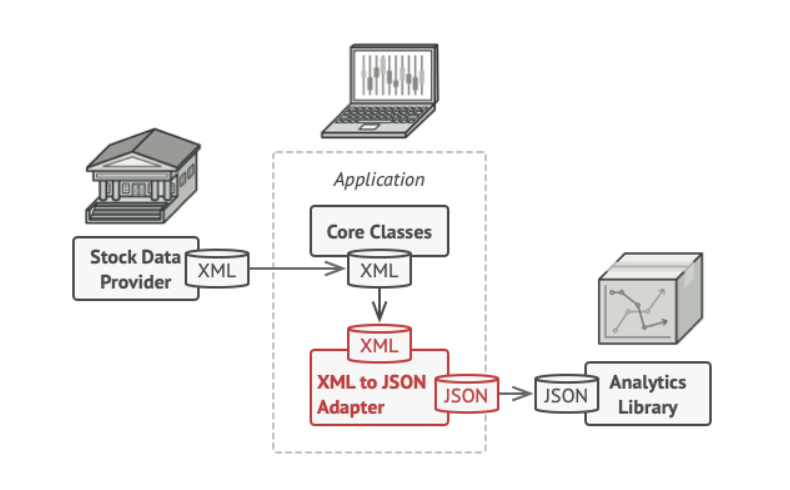 Application
Core Classes
XML
Stock Data
Provider
XML
XML
XML to JSON
Adapter
JSON
JSON
Analytics
Library